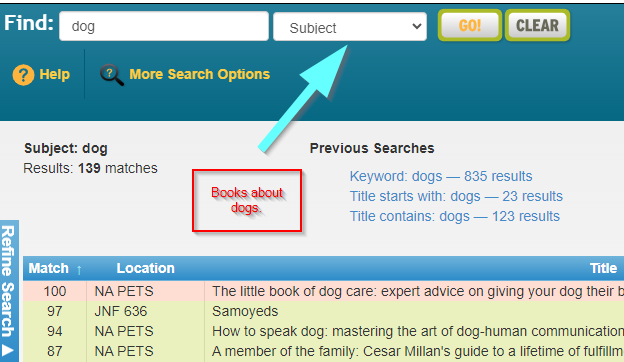 Find: dog Subject GO! CLEAR
? Help ? More Search Options
Subject: dog
Results: 139 matches
Previous Searches
Keyword: dogs — 835 results
Title starts with: dogs — 23 results
Title contains: dogs — 123 results
Books about
dogs.
Refine Search
Match ↑ Location Title
100 NA PETS The little book of dog care: expert advice on giving your dog their b
97 JNF 636 Samoyeds
94 NA PETS How to speak dog: mastering the art of dog-human communication
87 NA PETS A member of the family: Cesar Millan's guide to a lifetime of fulfillm